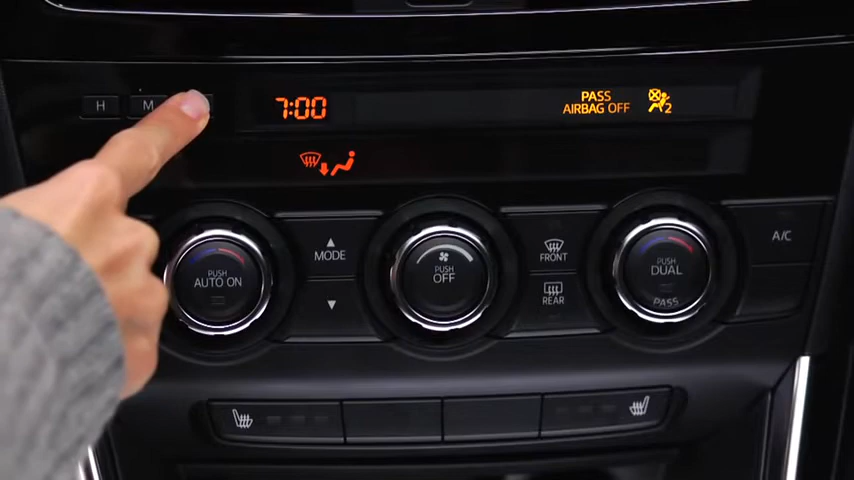 H M
7:00
PASS
AIRBAG OFF
2
PUSH
AUTO ON
MODE
PUSH
OFF
FRONT
REAR
PUSH
DUAL
PASS
A/C